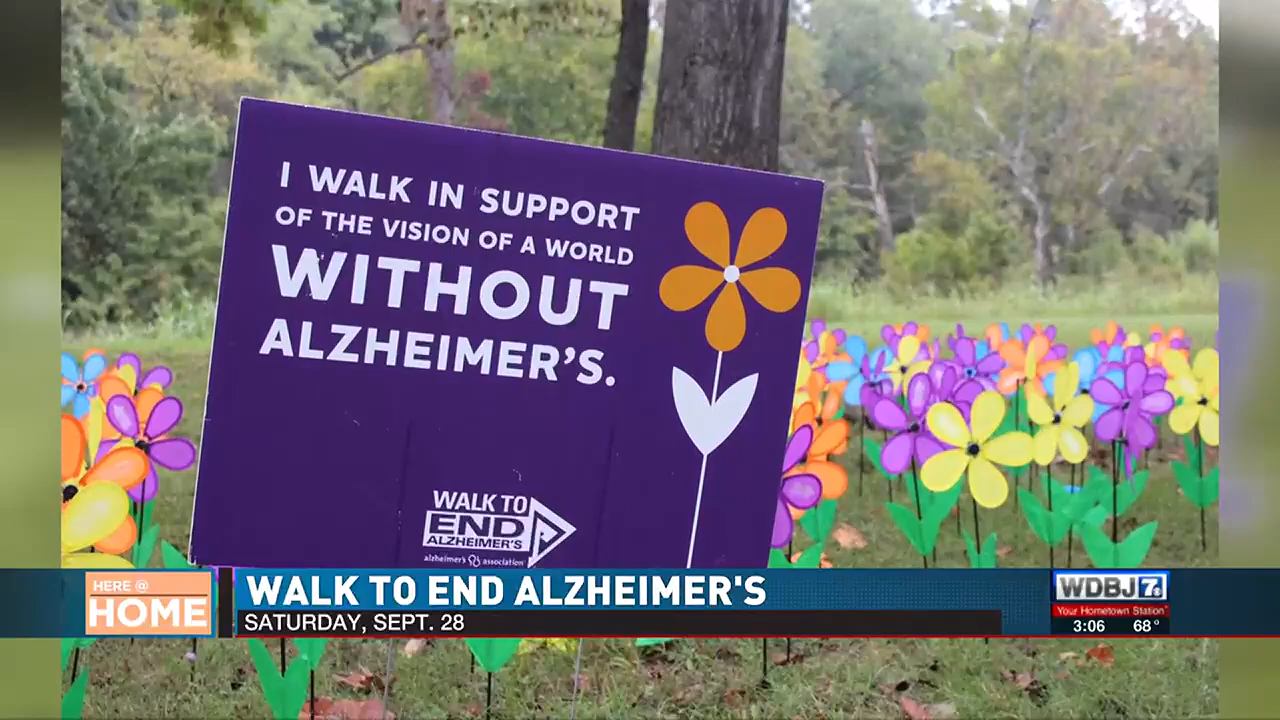 I WALK IN SUPPORT
OF THE VISION OF A WORLD
WITHOUT
ALZHEIMER'S.
WALK TO
END
ALZHEIMER'S
alzheimer's association
HERE @
HOME
WALK TO END ALZHEIMER'S
SATURDAY, SEPT. 28
WDBJ7
Your Hometown Station
3:06 68°